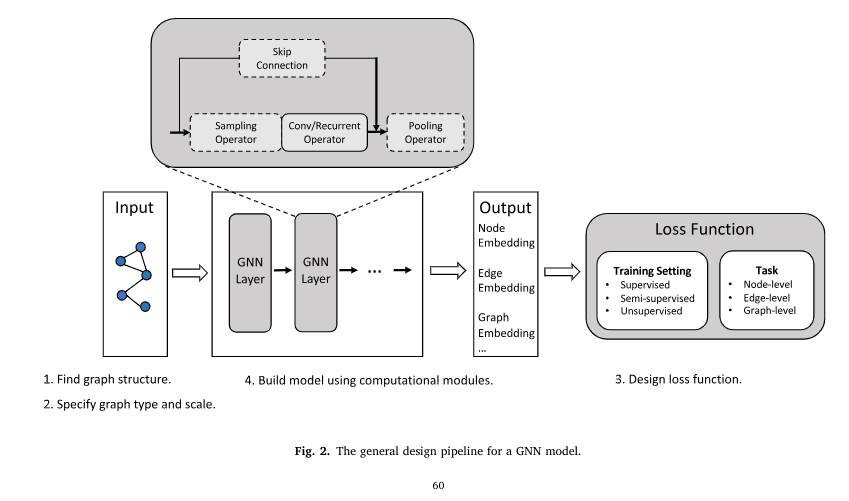 Skip
Connection
Sampling
Operator
Conv/Recurrent
Operator
Pooling
Operator
Input
GNN
Layer
GNN
Layer
...
Output
Node
Embedding
Edge
Embedding
Graph
Embedding
...
Loss Function
Training Setting
• Supervised
• Semi-supervised
• Unsupervised
Task
• Node-level
• Edge-level
• Graph-level
1. Find graph structure.
2. Specify graph type and scale.
4. Build model using computational modules.
3. Design loss function.
Fig. 2. The general design pipeline for a GNN model.
60